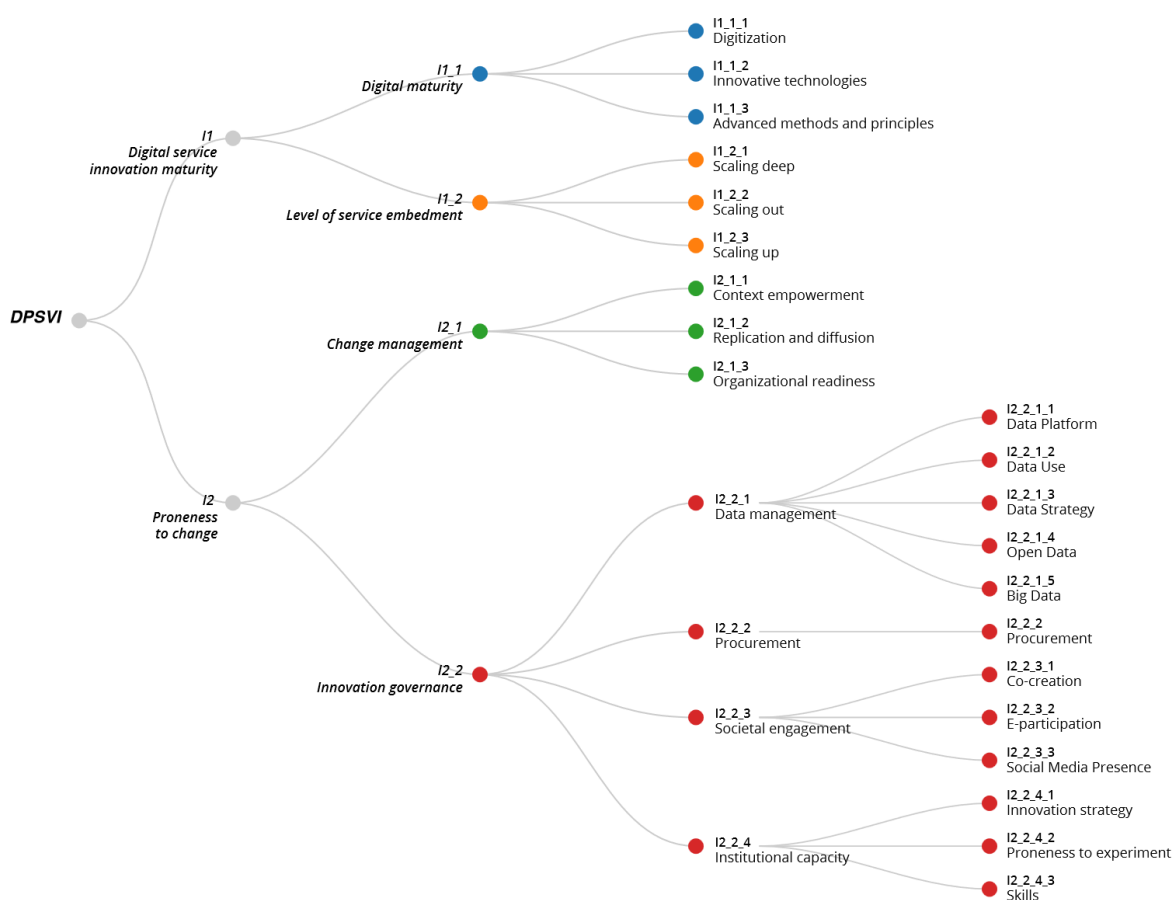 DPSVI
I1
Digital service
innovation maturity
I1_1
Digital maturity
I1_1_1
Digitization
I1_1_2
Innovative technologies
I1_1_3
Advanced methods and principles
I1_2
Level of service embedment
I1_2_1
Scaling deep
I1_2_2
Scaling out
I1_2_3
Scaling up
I2
Proneness
to change
I2_1
Change management
I2_1_1
Context empowerment
I2_1_2
Replication and diffusion
I2_1_3
Organizational readiness
I2_2
Innovation governance
I2_2_1
Data management
I2_2_1_1
Data Platform
I2_2_1_2
Data Use
I2_2_1_3
Data Strategy
I2_2_1_4
Open Data
I2_2_1_5
Big Data
I2_2_2
Procurement
I2_2_2
Procurement
I2_2_3
Societal engagement
I2_2_3_1
Co-creation
I2_2_3_2
E-participation
I2_2_3_3
Social Media Presence
I2_2_4
Institutional capacity
I2_2_4_1
Innovation strategy
I2_2_4_2
Proneness to experiment
I2_2_4_3
Skills